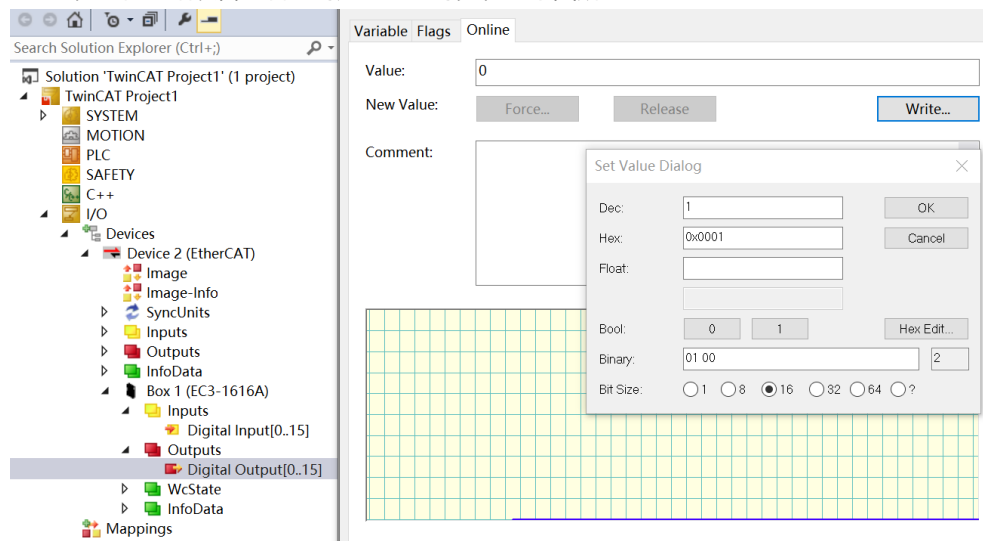 Search Solution Explorer (Ctrl+;)
Solution 'TwinCAT Project1' (1 project)
TwinCAT Project1
SYSTEM
MOTION
PLC
SAFETY
C++
I/O
Devices
Device 2 (EtherCAT)
Image
Image-Info
SyncUnits
Inputs
Outputs
InfoData
Box 1 (EC3-1616A)
Inputs
Digital Input[0..15]
Outputs
Digital Output[0..15]
WcState
InfoData
Mappings
Variable Flags Online
Value: 0
New Value: Force... Release Write...
Comment:
Set Value Dialog
Dec: 1 OK
Hex: 0x0001 Cancel
Float:
Bool: 0 1 Hex Edit...
Binary: 01 00 2
Bit Size: 1 8 16 32 64 ?